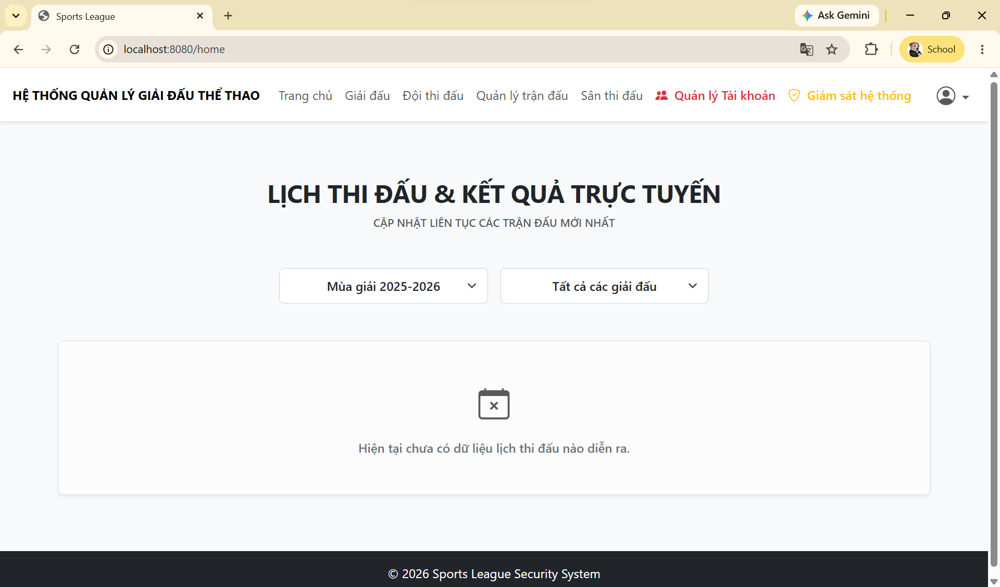 Sports League
Ask Gemini
localhost:8080/home
School
HỆ THỐNG QUẢN LÝ GIẢI ĐẤU THỂ THAO
Trang chủ
Giải đấu
Đội thi đấu
Quản lý trận đấu
Sân thi đấu
Quản lý Tài khoản
Giám sát hệ thống
LỊCH THI ĐẤU & KẾT QUẢ TRỰC TUYẾN
CẬP NHẬT LIÊN TỤC CÁC TRẬN ĐẤU MỚI NHẤT
Mùa giải 2025-2026
Tất cả các giải đấu
Hiện tại chưa có dữ liệu lịch thi đấu nào diễn ra.
© 2026 Sports League Security System